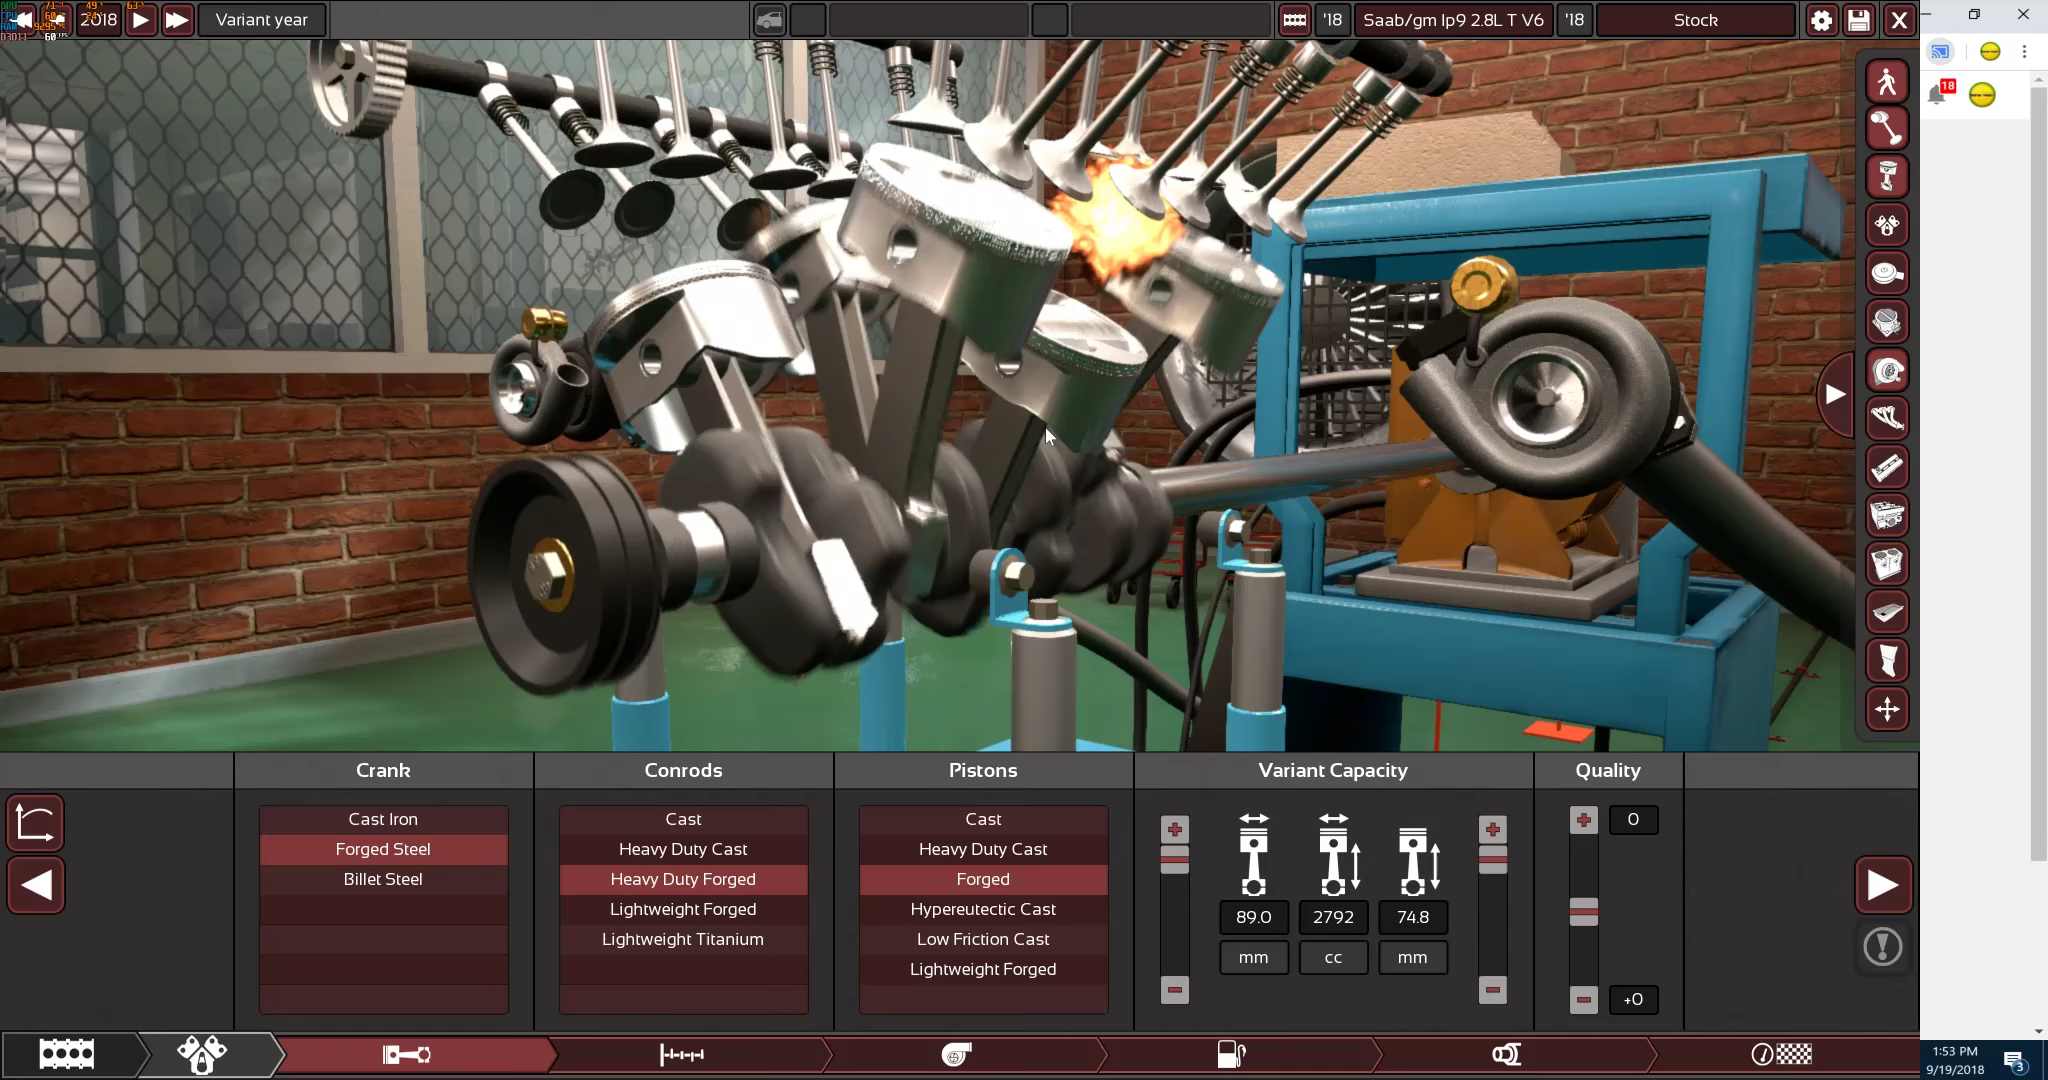 2018
Variant year
'18
Saab/gm lp9 2.8L T V6
'18
Stock
18
Crank
Conrods
Pistons
Variant Capacity
Quality
Cast Iron
Forged Steel
Billet Steel
Cast
Heavy Duty Cast
Heavy Duty Forged
Lightweight Forged
Lightweight Titanium
Cast
Heavy Duty Cast
Forged
Hypereutectic Cast
Low Friction Cast
Lightweight Forged
89.0
2792
74.8
mm
cc
mm
0
+0
1:53 PM
9/19/2018
3